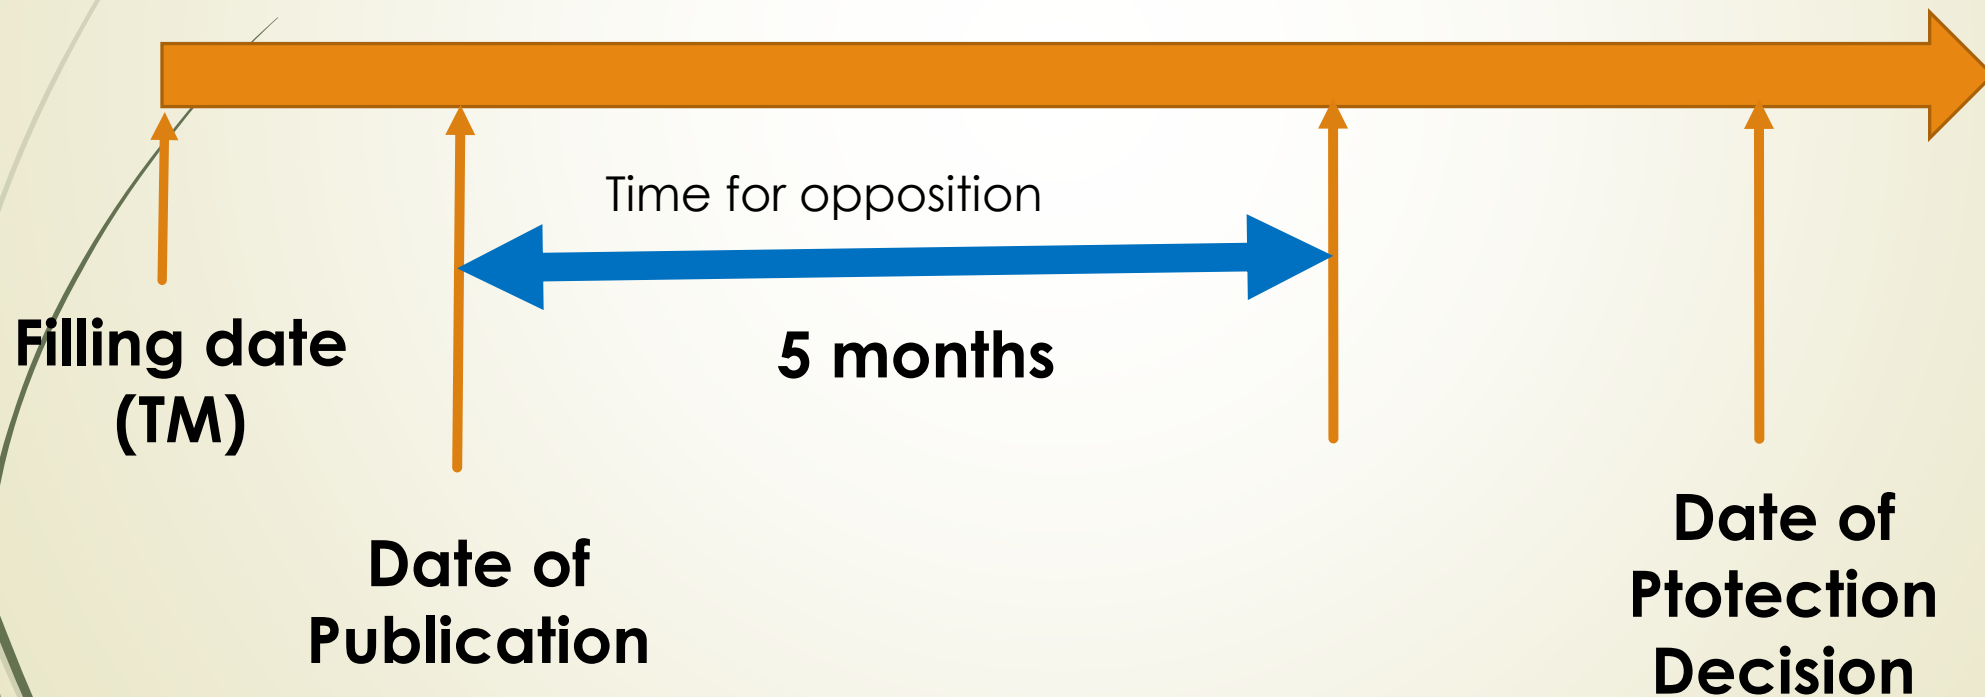 Time for opposition
Filling date
(TM)
5 months
Date of
Publication
Date of
Ptotection
Decision